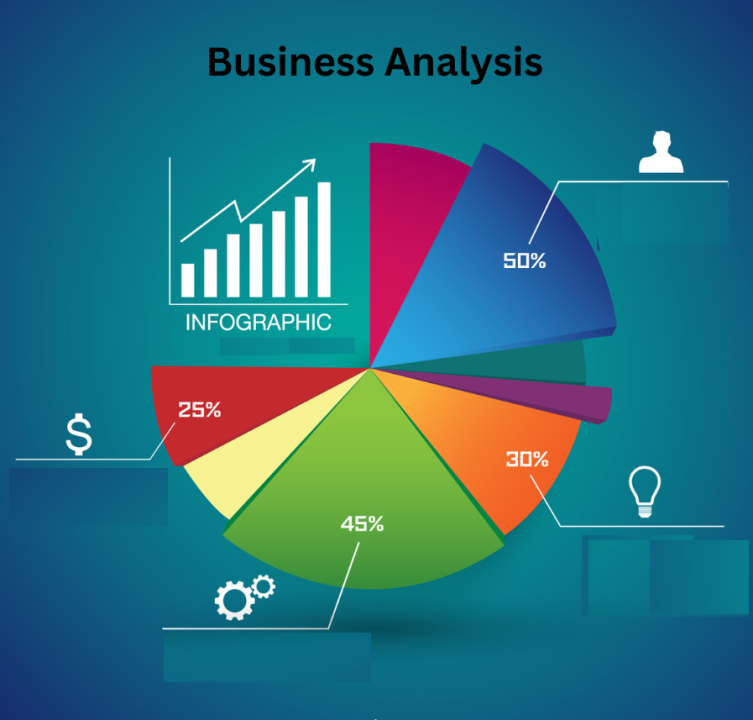 Business Analysis
50%
INFOGRAPHIC
25%
$
30%
45%